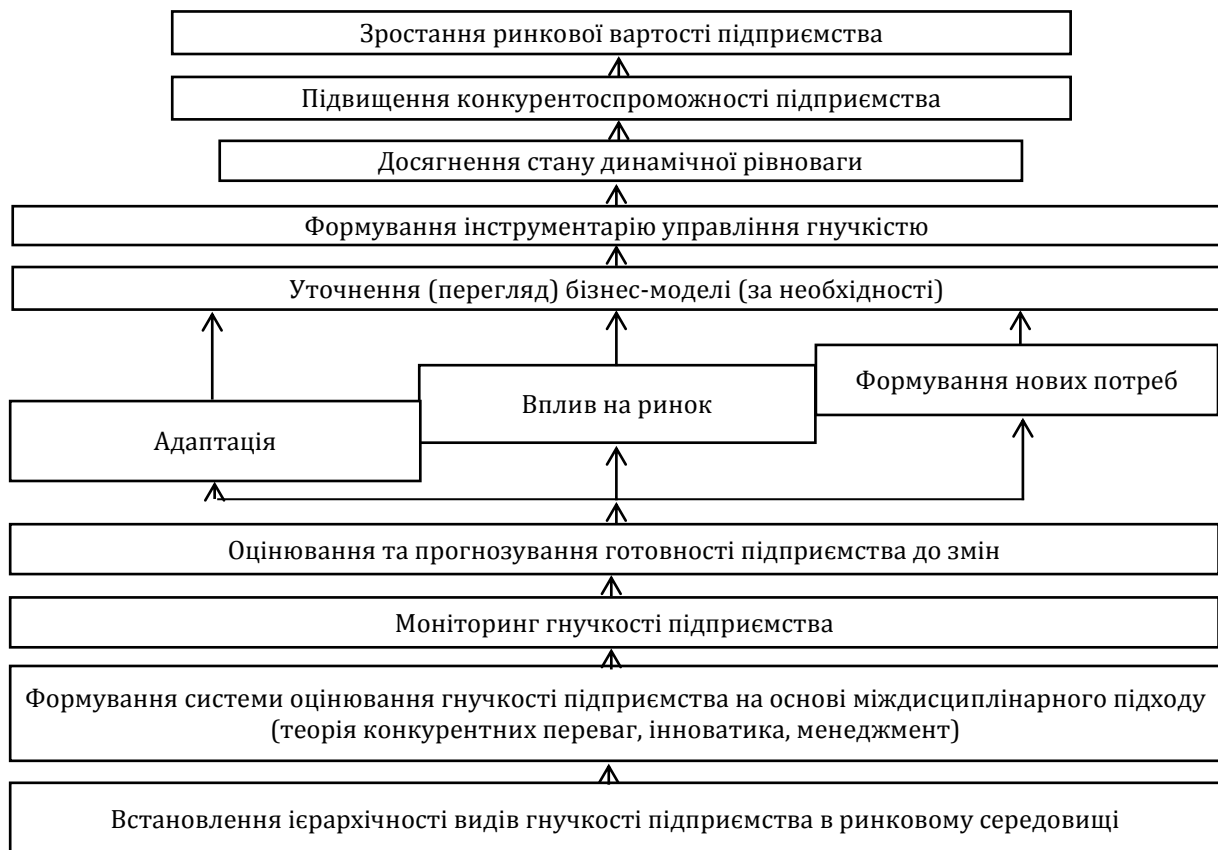 Зростання ринкової вартості підприємства
Підвищення конкурентоспроможності підприємства
Досягнення стану динамічної рівноваги
Формування інструментарію управління гнучкістю
Уточнення (перегляд) бізнес-моделі (за необхідності)
Формування нових потреб
Вплив на ринок
Адаптація
Оцінювання та прогнозування готовності підприємства до змін
Моніторинг гнучкості підприємства
Формування системи оцінювання гнучкості підприємства на основі міждисциплінарного підходу
(теорія конкурентних переваг, інноватика, менеджмент)
Встановлення ієрархічності видів гнучкості підприємства в ринковому середовищі